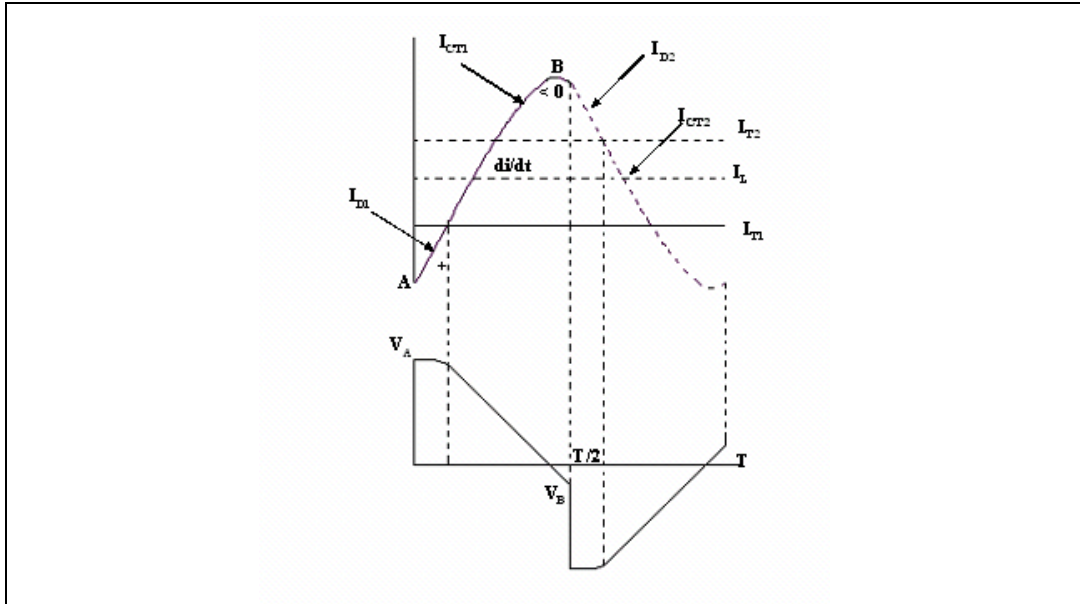 I_CT1
B
I_D2
< 0
I_CT2
I_T2
di/dt
I_L
I_D1
I_T1
+
A
V_A
T/2
T
V_B